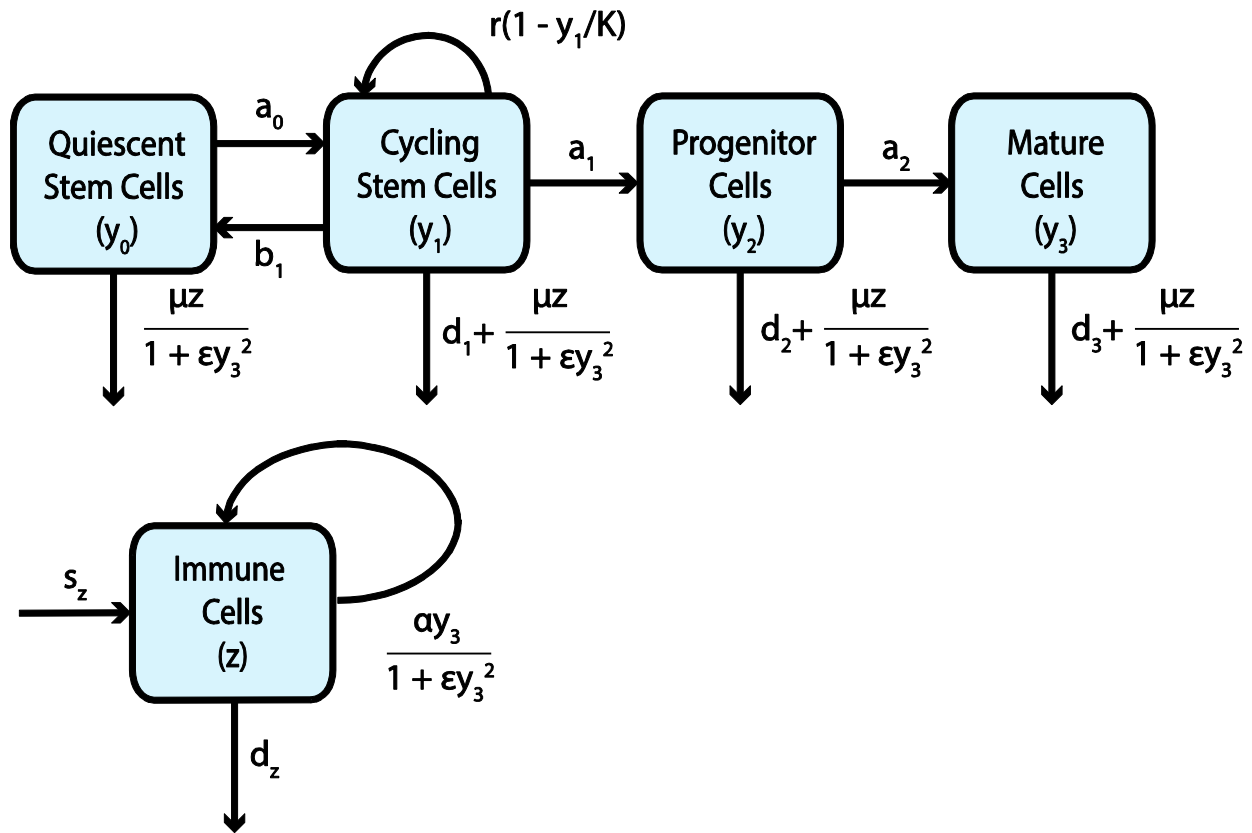 r(1 - y₁/K)
Quiescent
Stem Cells
(y₀)
a₀
b₁
Cycling
Stem Cells
(y₁)
a₁
Progenitor
Cells
(y₂)
a₂
Mature
Cells
(y₃)
μz
1 + εy₃²
d₁+ μz
1 + εy₃²
d₂+ μz
1 + εy₃²
d₃+ μz
1 + εy₃²
s_z
Immune
Cells
(z)
αy₃
1 + εy₃²
d_z